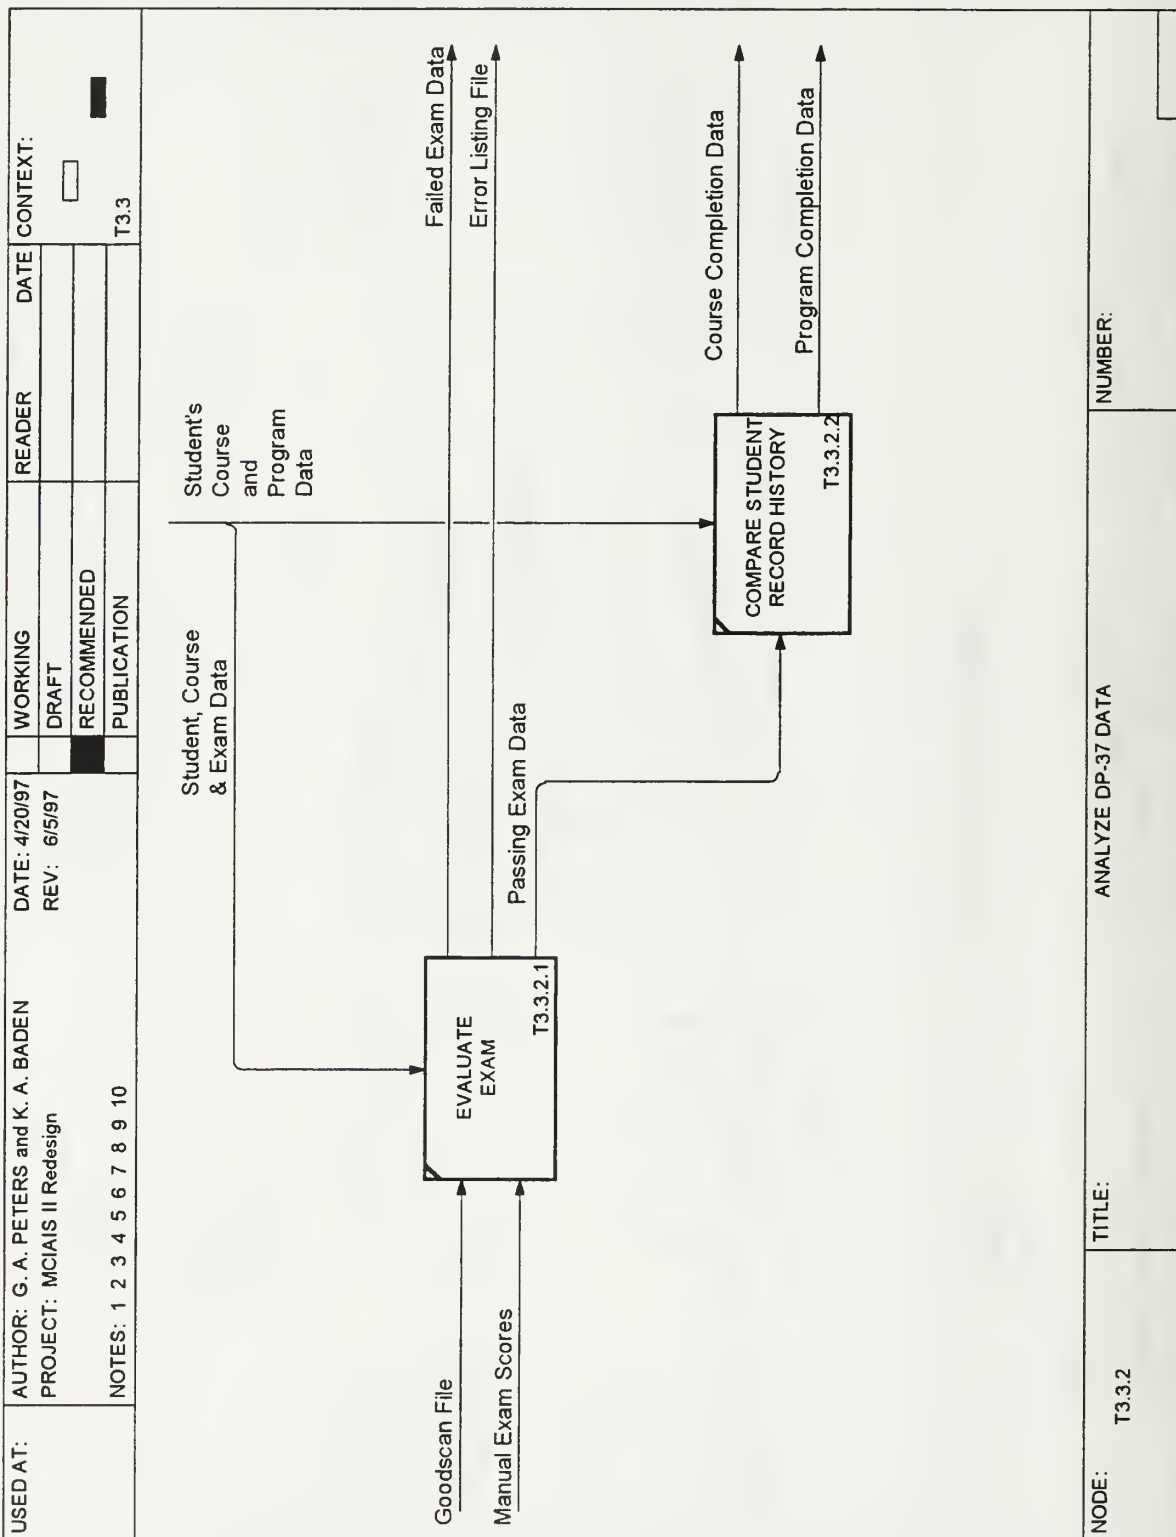 USED AT:
AUTHOR: G. A. PETERS and K. A. BADEN
DATE: 4/20/97
WORKING
READER
DATE
CONTEXT:
PROJECT: MCIAIS II Redesign
REV: 6/5/97
DRAFT
RECOMMENDED
NOTES: 1 2 3 4 5 6 7 8 9 10
PUBLICATION
T3.3
Student's
Course
and
Program
Data
Student, Course
& Exam Data
Failed Exam Data
Error Listing File
Goodscan File
Manual Exam Scores
EVALUATE
EXAM
T3.3.2.1
Passing Exam Data
COMPARE STUDENT
RECORD HISTORY
T3.3.2.2
Course Completion Data
Program Completion Data
NODE:
T3.3.2
TITLE:
ANALYZE DP-37 DATA
NUMBER: